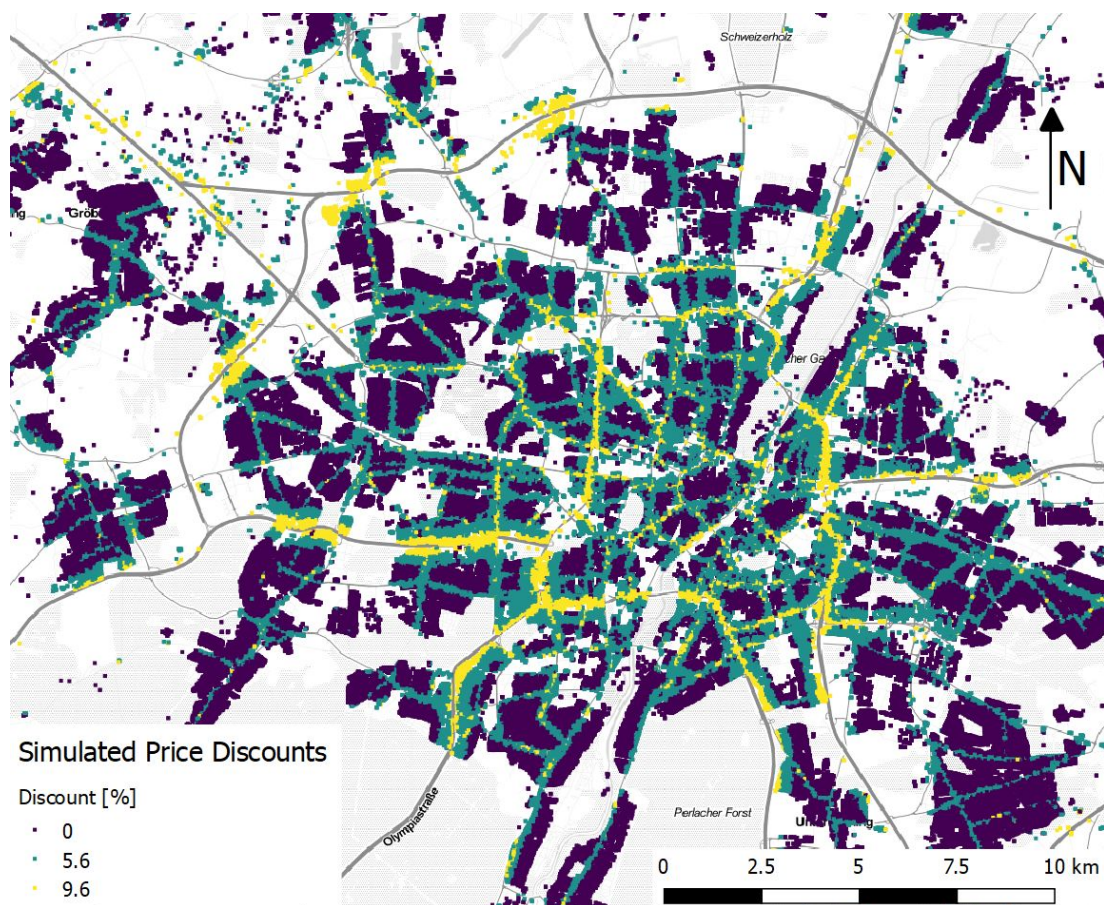 Schweizerholz
N
ng
Gröb
cher Ga
Simulated Price Discounts
Discount [%]
0
5.6
9.6
Olympiastraße
Perlacher Forst
0 2.5 5 7.5 10 km